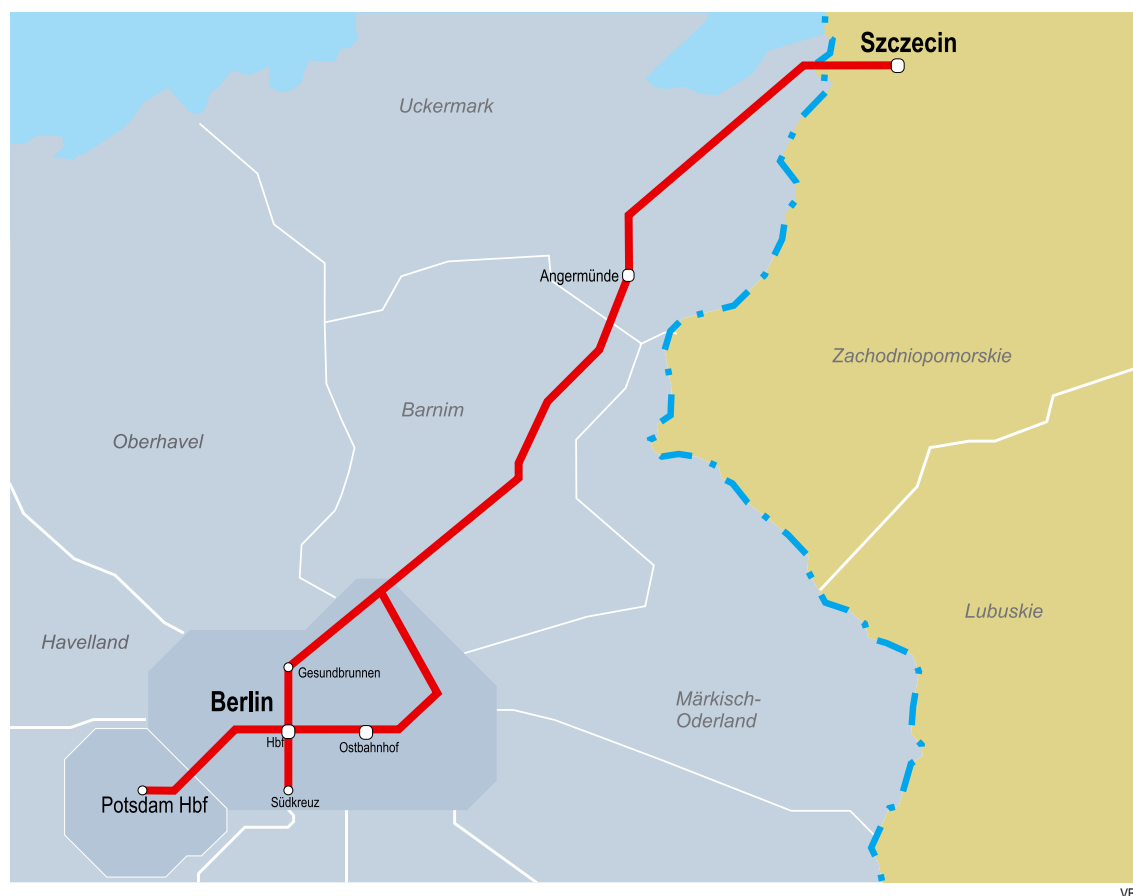 Szczecin
Uckermark
Angermünde
Zachodniopomorskie
Barnim
Oberhavel
Lubuskie
Havelland
Gesundbrunnen
Berlin
Märkisch-
Oderland
Hbf
Ostbahnhof
Potsdam Hbf
Südkreuz